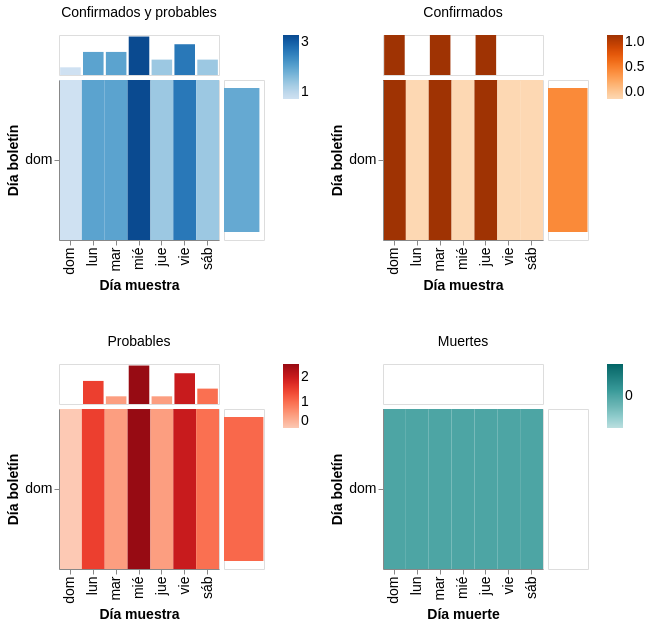 Confirmados y probables
3
1
Día boletín
dom
dom
lun
mar
mié
jue
vie
sáb
Día muestra
Confirmados
1.0
0.5
0.0
Día boletín
dom
dom
lun
mar
mié
jue
vie
sáb
Día muestra
Probables
2
1
0
Día boletín
dom
dom
lun
mar
mié
jue
vie
sáb
Día muestra
Muertes
0
Día boletín
dom
dom
lun
mar
mié
jue
vie
sáb
Día muerte